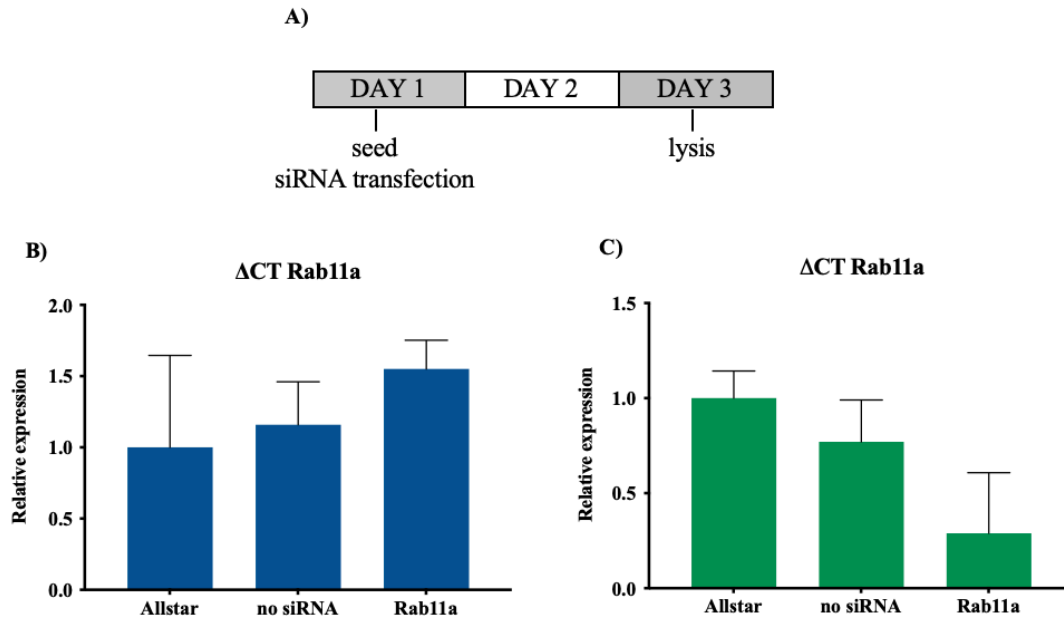 A)
DAY 1 DAY 2 DAY 3
seed lysis
siRNA transfection
B)
ΔCT Rab11a
Relative expression
2.0
1.5
1.0
0.5
0.0
Allstar no siRNA Rab11a
C)
ΔCT Rab11a
Relative expression
1.5
1.0
0.5
0.0
Allstar no siRNA Rab11a